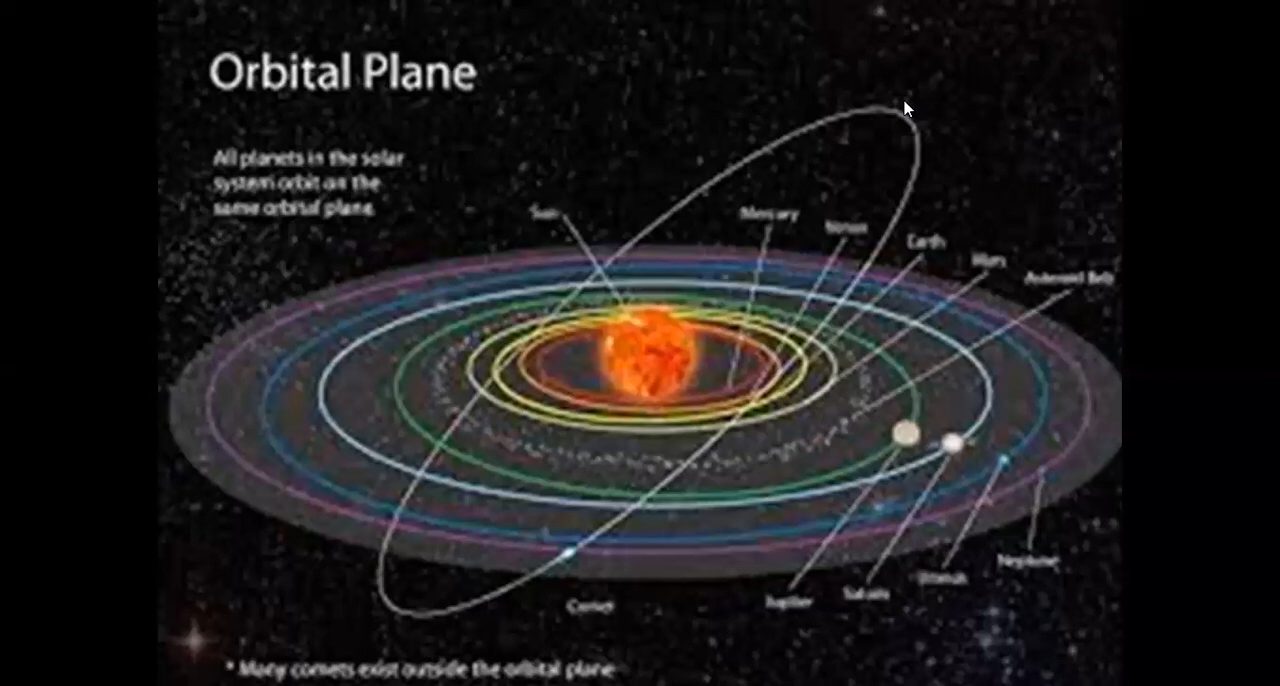 Orbital Plane
All planets in the solar
system orbit on the
same orbital plane
Sun
Mercury
Venus
Earth
Mars
Asteroid Belt
Jupiter
Saturn
Uranus
Neptune
Comet
* Many comets exist outside the orbital plane